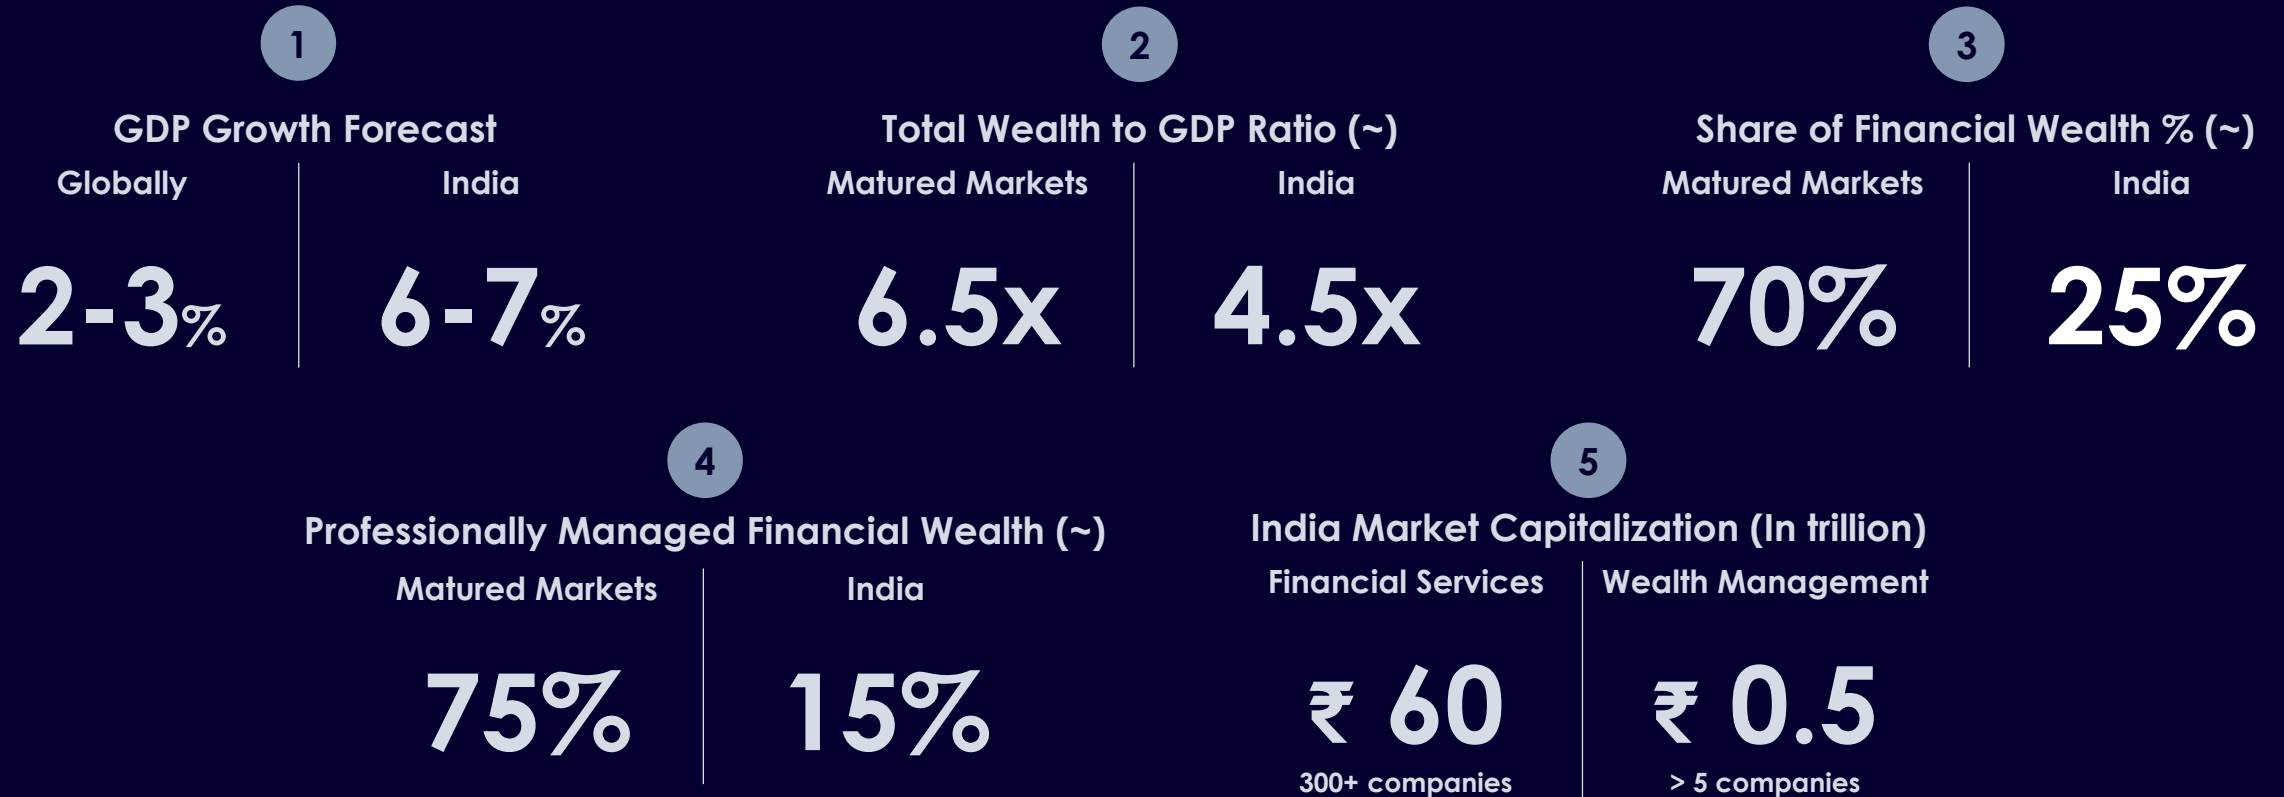 1
GDP Growth Forecast
Globally
India
2-3%
6-7%
2
Total Wealth to GDP Ratio (~)
Matured Markets
India
6.5x
4.5x
3
Share of Financial Wealth % (~)
Matured Markets
India
70%
25%
4
Professionally Managed Financial Wealth (~)
Matured Markets
India
75%
15%
5
India Market Capitalization (In trillion)
Financial Services
Wealth Management
₹ 60
₹ 0.5
300+ companies
> 5 companies